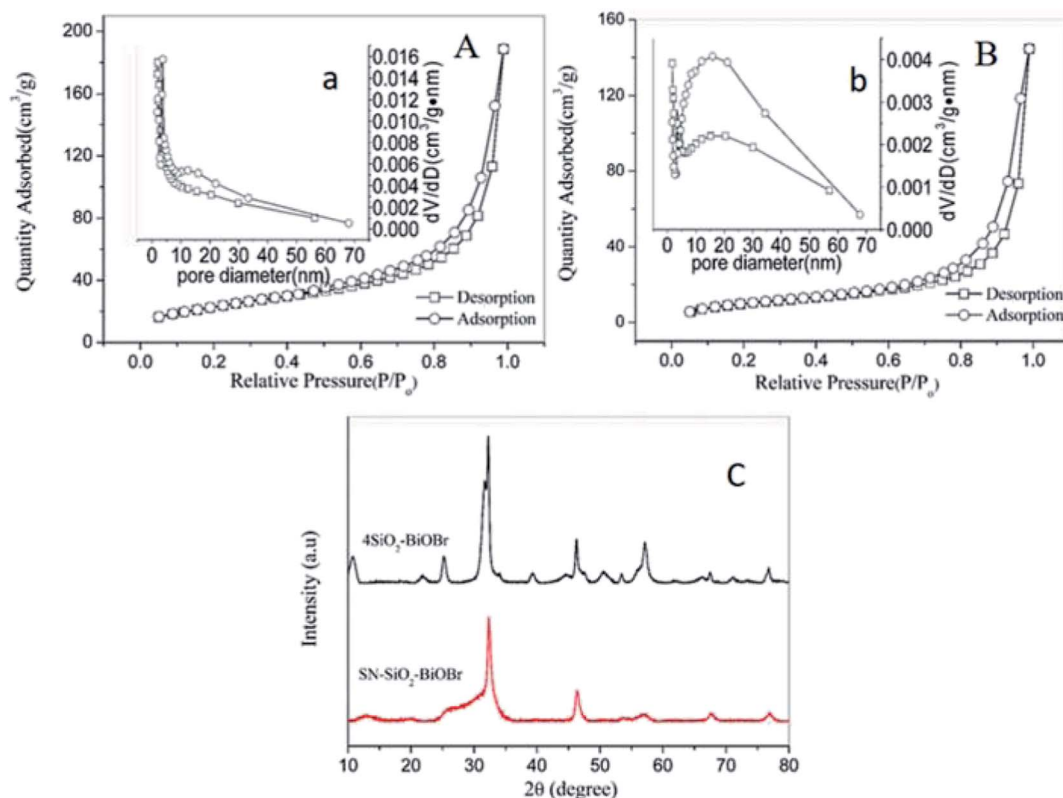 A
a
200
160
120
80
40
0
Quantity Adsorbed(cm³/g)
0.016
0.014
0.012
0.010
0.008
0.006
0.004
0.002
0.000
dV/dD(cm³/g•nm)
0 10 20 30 40 50 60 70
pore diameter(nm)
Desorption
Adsorption
0.0 0.2 0.4 0.6 0.8 1.0
Relative Pressure(P/Pₒ)
B
b
160
120
80
40
0
Quantity Adsorbed(cm³/g)
0.004
0.003
0.002
0.001
0.000
dV/dD(cm³/g•nm)
0 10 20 30 40 50 60 70
pore diameter(nm)
Desorption
Adsorption
0.0 0.2 0.4 0.6 0.8 1.0
Relative Pressure(P/Pₒ)
C
4SiO₂-BiOBr
SN-SiO₂-BiOBr
Intensity (a.u)
10 20 30 40 50 60 70 80
2θ (degree)